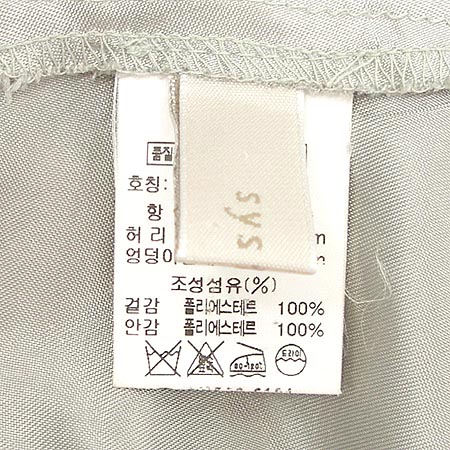 품질
호칭:
항
허리 m
엉덩이 m
sys
조성섬유(%)
겉감 폴리에스테르 100%
안감 폴리에스테르 100%
드라이